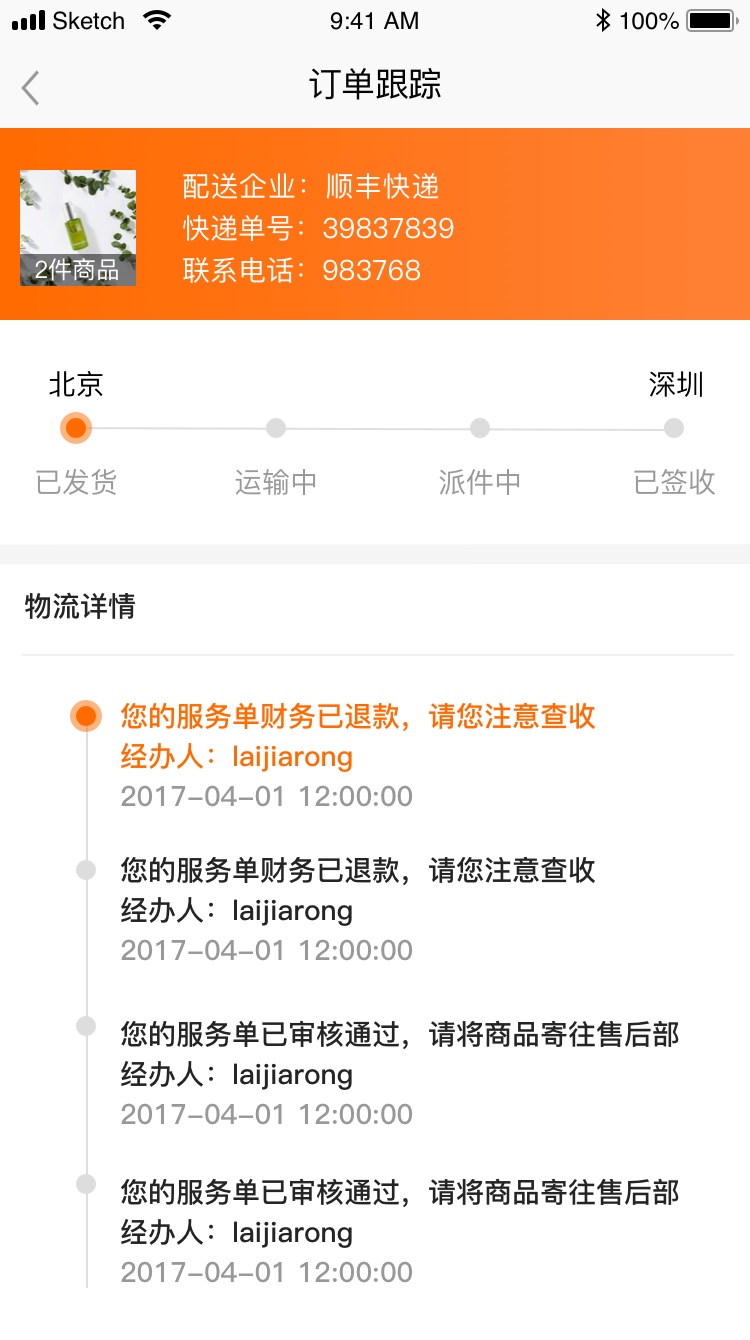 Sketch 9:41 AM 100%
订单跟踪
配送企业：顺丰快递
快递单号：39837839
联系电话：983768
2件商品
北京 深圳
已发货 运输中 派件中 已签收
物流详情
您的服务单财务已退款，请您注意查收
经办人：laijiarong
2017-04-01 12:00:00
您的服务单财务已退款，请您注意查收
经办人：laijiarong
2017-04-01 12:00:00
您的服务单已审核通过，请将商品寄往售后部
经办人：laijiarong
2017-04-01 12:00:00
您的服务单已审核通过，请将商品寄往售后部
经办人：laijiarong
2017-04-01 12:00:00